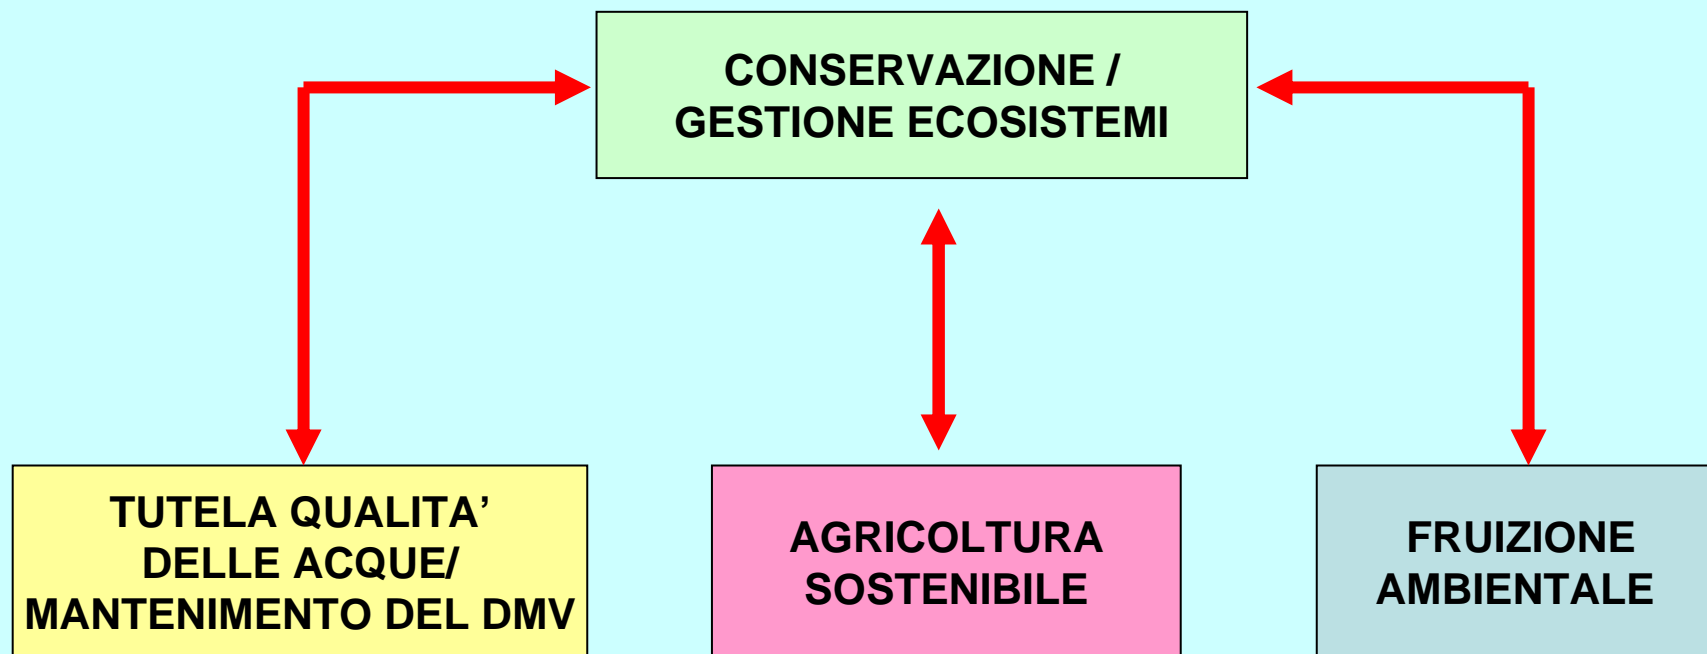 CONSERVAZIONE /
GESTIONE ECOSISTEMI
TUTELA QUALITA’
DELLE ACQUE/
MANTENIMENTO DEL DMV
AGRICOLTURA
SOSTENIBILE
FRUIZIONE
AMBIENTALE